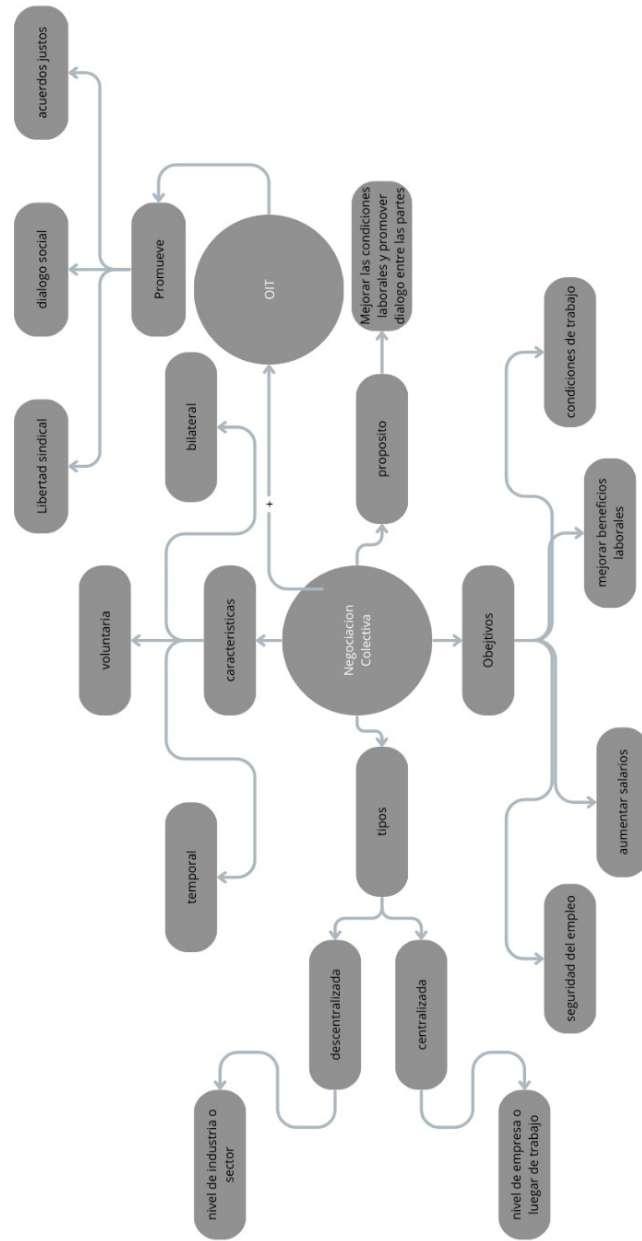 acuerdos justos
dialogo social
Libertad sindical
Promueve
OIT
bilateral
voluntaria
temporal
caracteristicas
+
Mejorar las condiciones
laborales y promover
dialogo entre las partes
proposito
Negociacion
Colectiva
tipos
descentralizada
centralizada
nivel de industria o
sector
nivel de empresa o
luegar de trabajo
Obejtivos
condiciones de trabajo
mejorar beneficios
laborales
aumentar salarios
seguridad del empleo